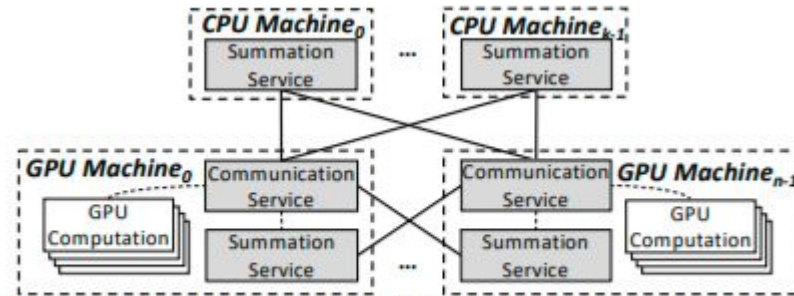 CPU Machine0 CPU Machinek-1
Summation Service ... Summation Service
GPU Machine0 GPU Machinen-1
Communication Service Communication Service
GPU Computation GPU Computation
Summation Service ... Summation Service